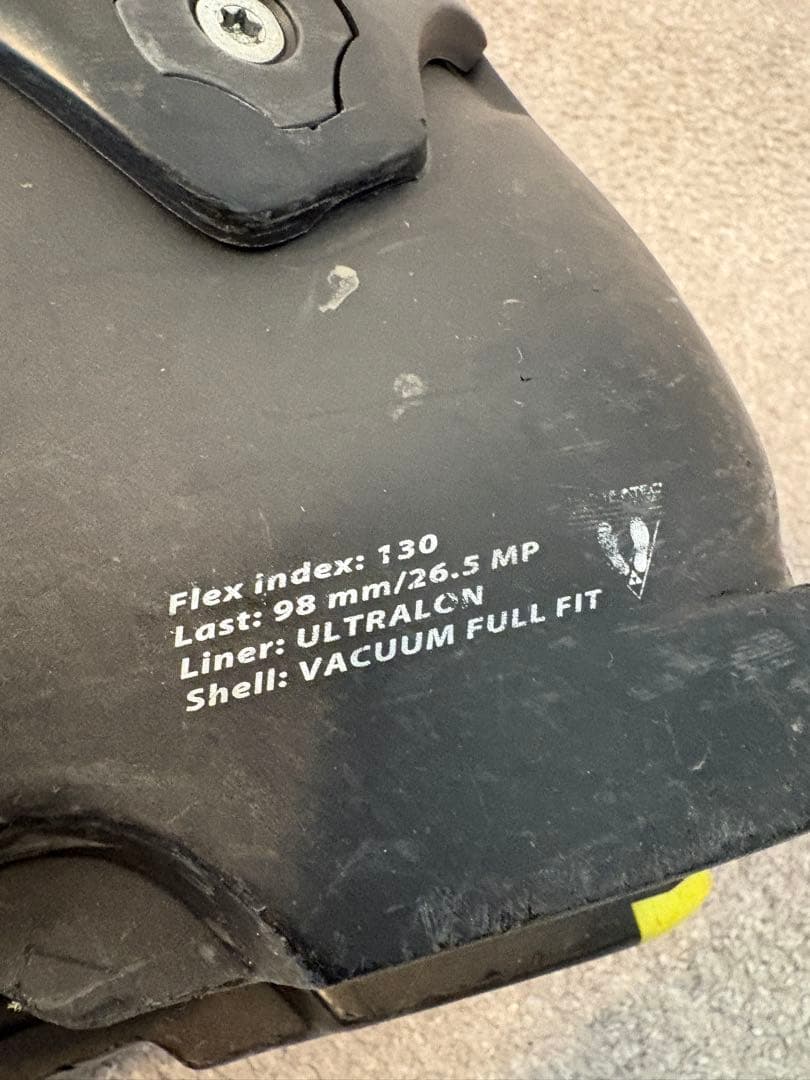 Flex index: 130
Last: 98 mm/26.5 MP
Liner: ULTRALON
Shell: VACUUM FULL FIT